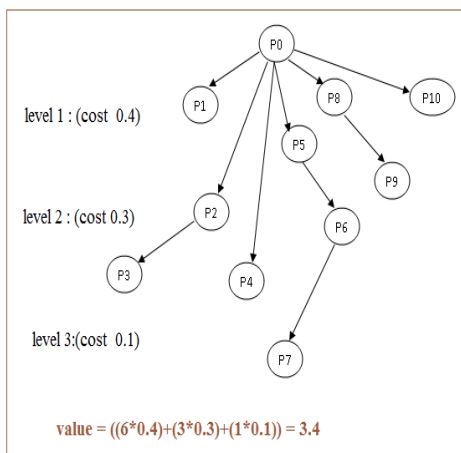 P0
P1
P8
P10
level 1 : (cost  0.4)
P5
P9
level 2 : (cost 0.3)
P2
P6
P3
P4
level 3:(cost  0.1)
P7
value = ((6*0.4)+(3*0.3)+(1*0.1)) = 3.4